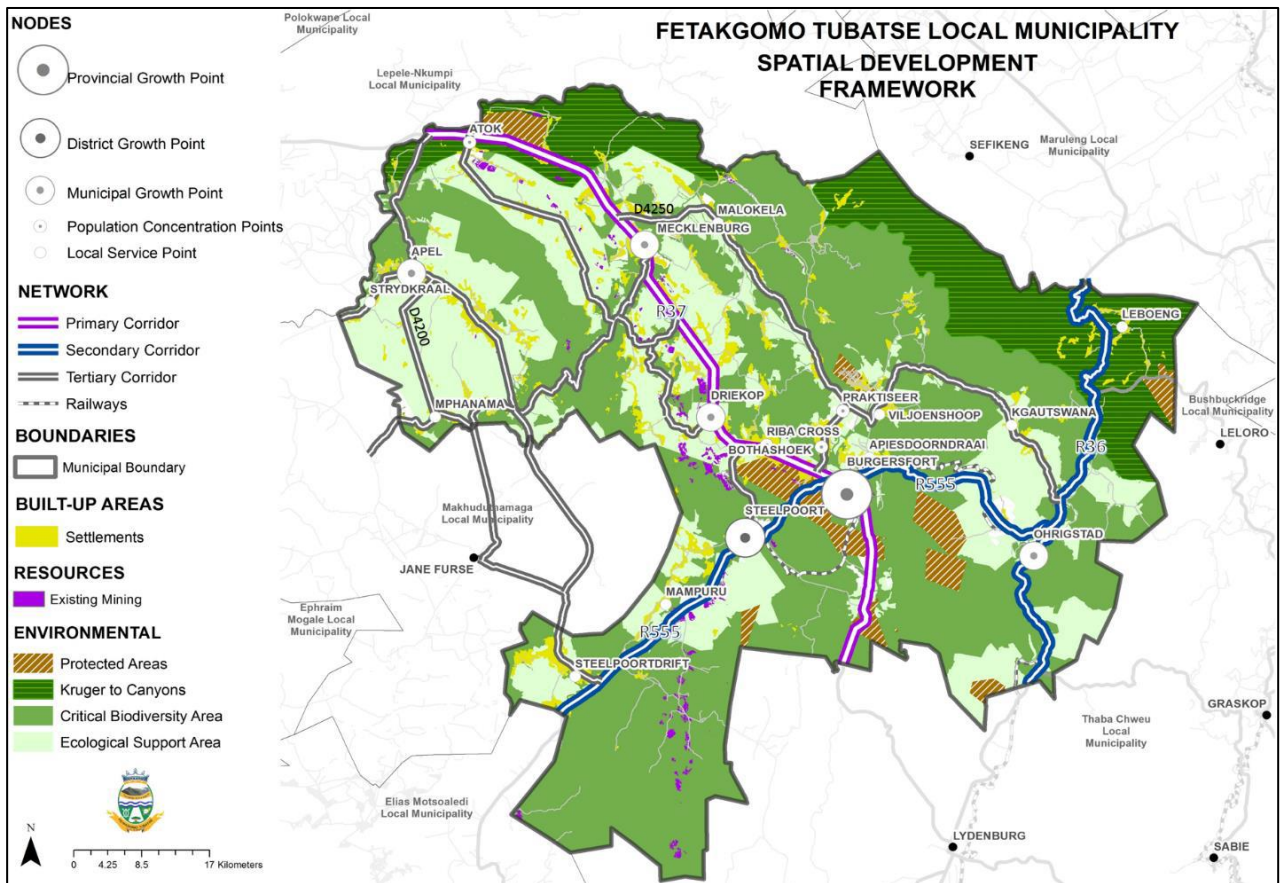 NODES
Provincial Growth Point
District Growth Point
Municipal Growth Point
Population Concentration Points
Local Service Point
NETWORK
Primary Corridor
Secondary Corridor
Tertiary Corridor
Railways
BOUNDARIES
Municipal Boundary
BUILT-UP AREAS
Settlements
RESOURCES
Existing Mining
ENVIRONMENTAL
Protected Areas
Kruger to Canyons
Critical Biodiversity Area
Ecological Support Area
N
0 4.25 8.5 17 Kilometers
FETAKGOMO TUBATSE LOCAL MUNICIPALITY
SPATIAL DEVELOPMENT
FRAMEWORK
Polokwane Local
Municipality
Lepele-Nkumpi
Local Municipality
SEFIKENG
Maruleng Local
Municipality
ATOK
D4250
MALOKELA
MECKLENBURG
APEL
STRYDKRAAL
D4200
R37
LEBOENG
MPHANAMA
DRIEKOP
PRAKTISEER
VILJOENSHOOP
KGAUTSWANA
Bushbuckridge
Local Municipality
LELORO
RIBA CROSS
BOTHASHOEK
APIESDOORNDRAAI
BURGERSFORT
R36
R555
STEELPOORT
OHRIGSTAD
Makhuduthamaga
Local Municipality
JANE FURSE
MAMPURU
Ephraim
Mogale Local
Municipality
R555
STEELPOORTDRIFT
GRASKOP
Thaba Chweu
Local
Municipality
Elias Motsoaledi
Local Municipality
LYDENBURG
SABIE